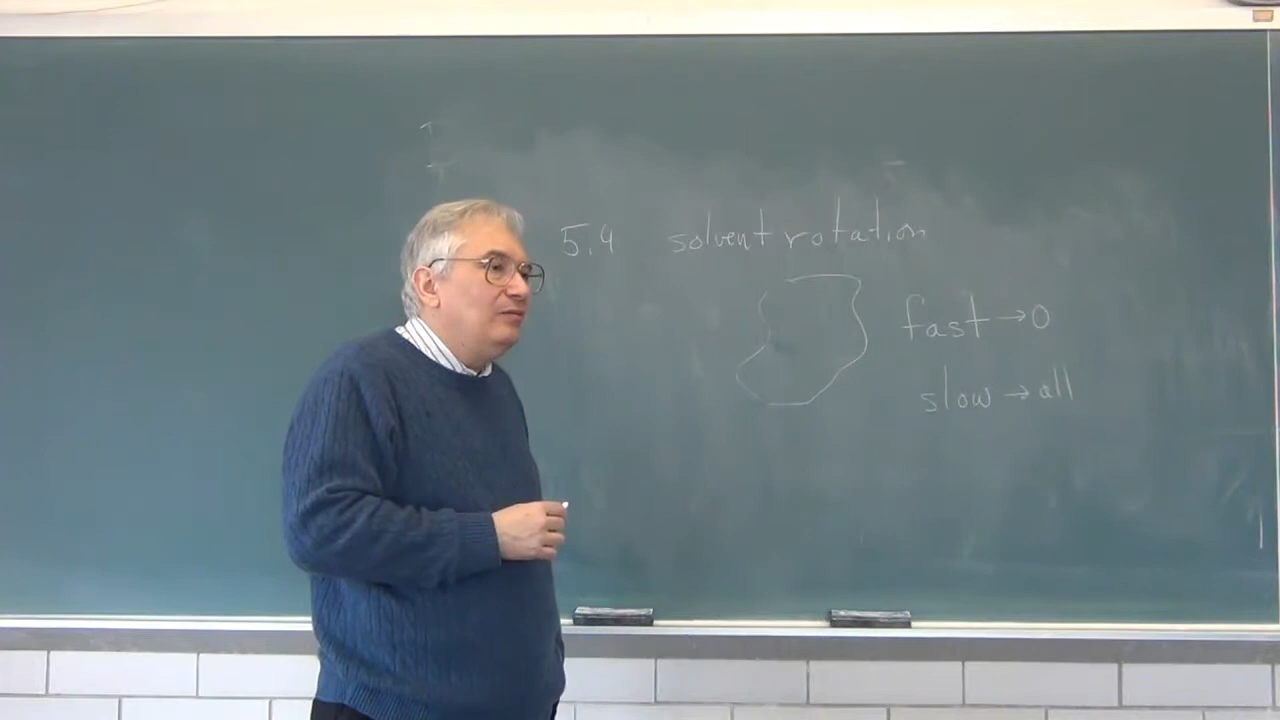 5.4 solvent rotation
fast → 0
slow → all